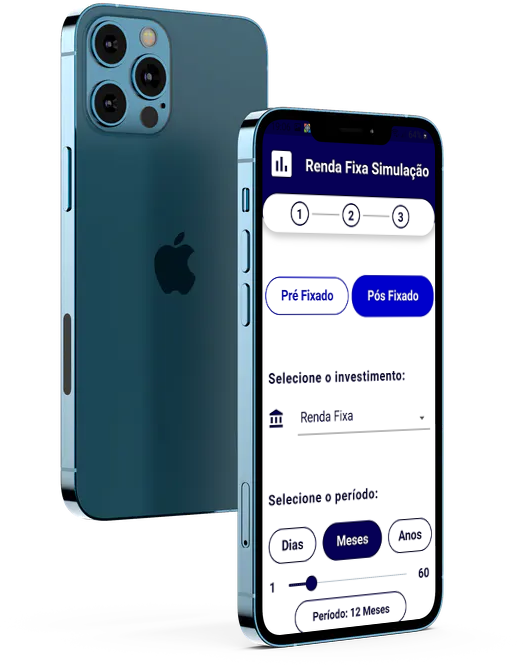 Renda Fixa Simulação
1 2 3
Pré Fixado Pós Fixado
Selecione o investimento:
Renda Fixa
Selecione o período:
Dias Meses Anos
1 60
Período: 12 Meses